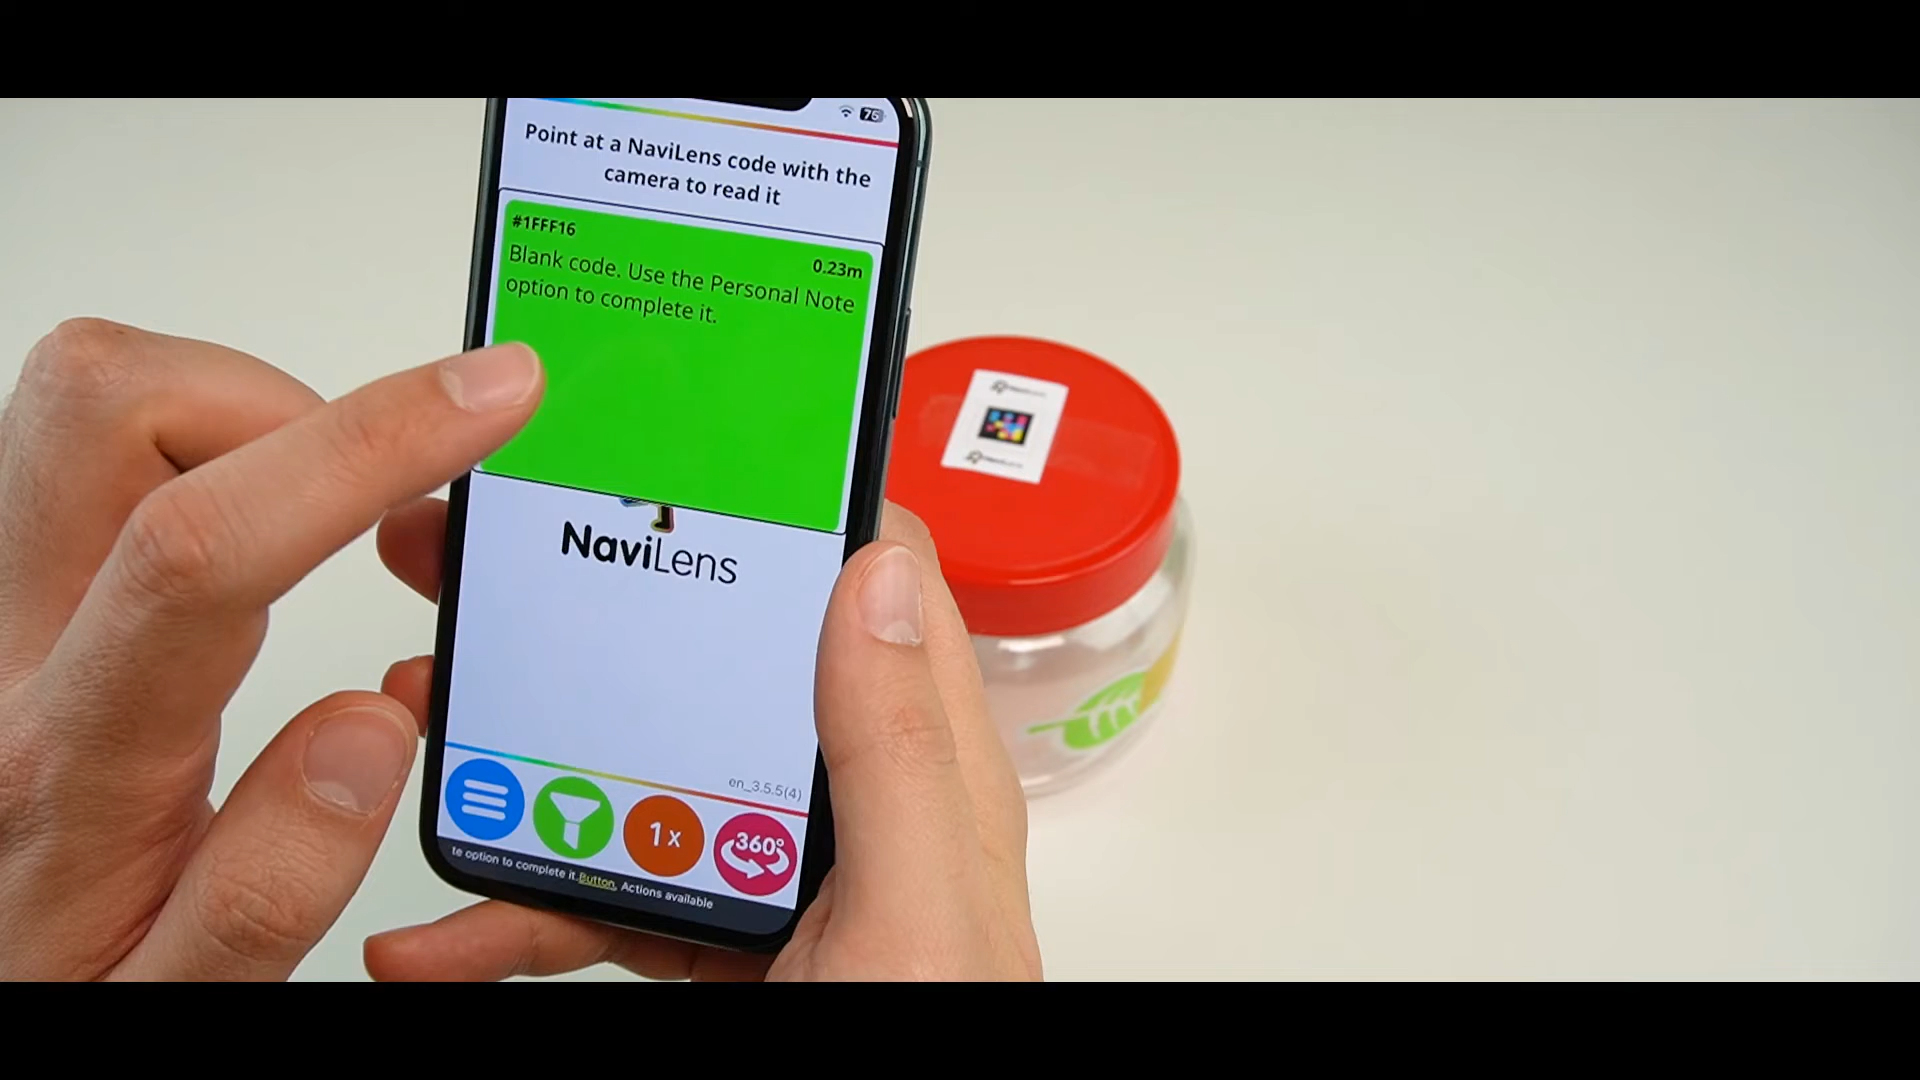 76
Point at a NaviLens code with the
camera to read it
#1FFF16
0.23m
Blank code. Use the Personal Note
option to complete it.
NaviLens
en_3.5.5(4)
1x
360°
te option to complete it.Button, Actions available